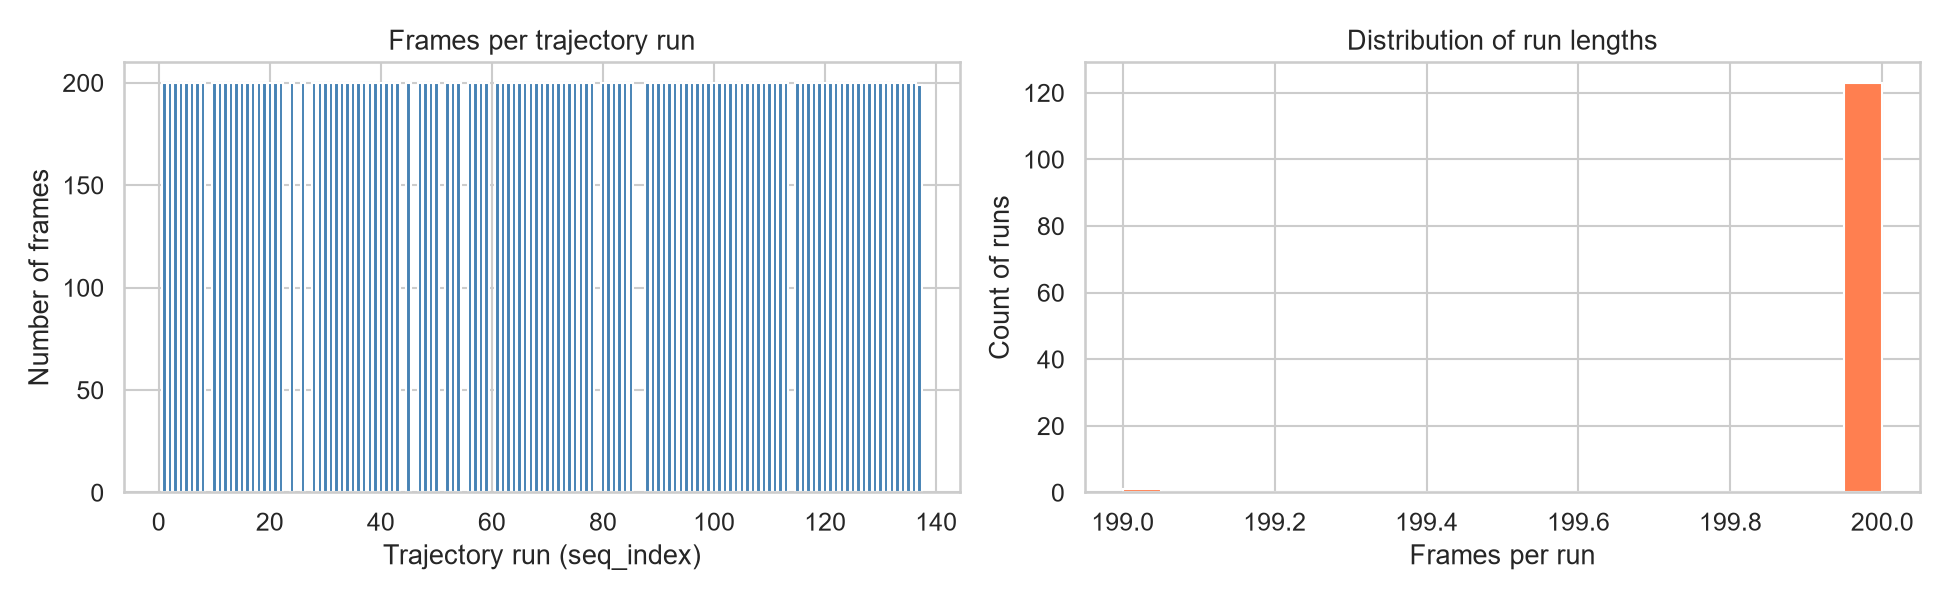 Frames per trajectory run
200
150
100
50
0
Number of frames
0 20 40 60 80 100 120 140
Trajectory run (seq_index)
Distribution of run lengths
120
100
80
60
40
20
0
Count of runs
199.0 199.2 199.4 199.6 199.8 200.0
Frames per run